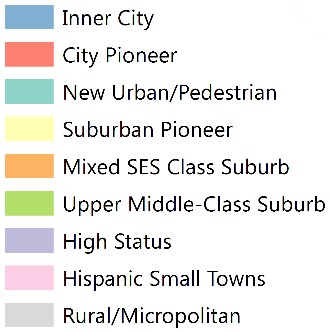 Inner City
City Pioneer
New Urban/Pedestrian
Suburban Pioneer
Mixed SES Class Suburb
Upper Middle-Class Suburb
High Status
Hispanic Small Towns
Rural/Micropolitan